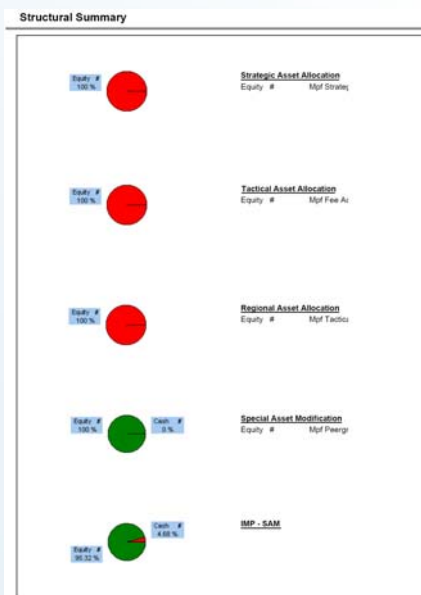 Structural Summary
Equity #
100 %
Strategic Asset Allocation
Equity # Mpf Strateg
Equity #
100 %
Tactical Asset Allocation
Equity # Mpf Fee Ac
Equity #
100 %
Regional Asset Allocation
Equity # Mpf Tactica
Equity #
100 %
Cash #
0 %
Special Asset Modification
Equity # Mpf Peergr
Cash #
4.68 %
Equity #
95.32 %
IMP - SAM